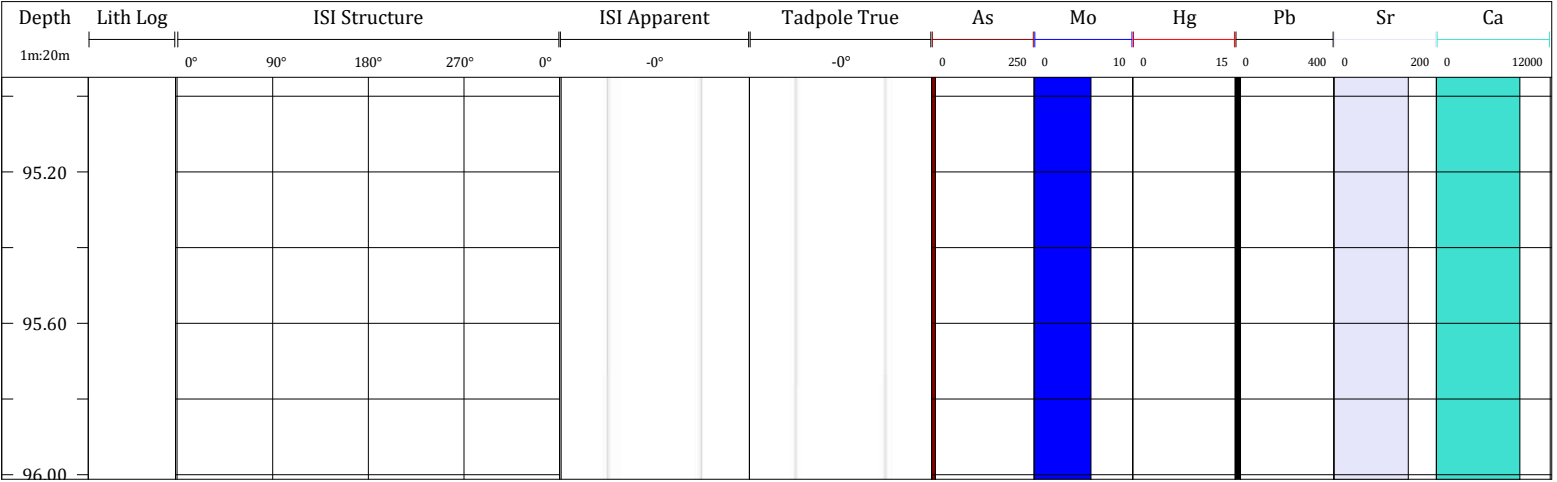 Depth Lith Log ISI Structure ISI Apparent Tadpole True As Mo Hg Pb Sr Ca
1m:20m 0° 90° 180° 270° 0° -0° -0° 0 250 0 10 0 15 0 400 0 200 0 12000
95.20
95.60
96.00